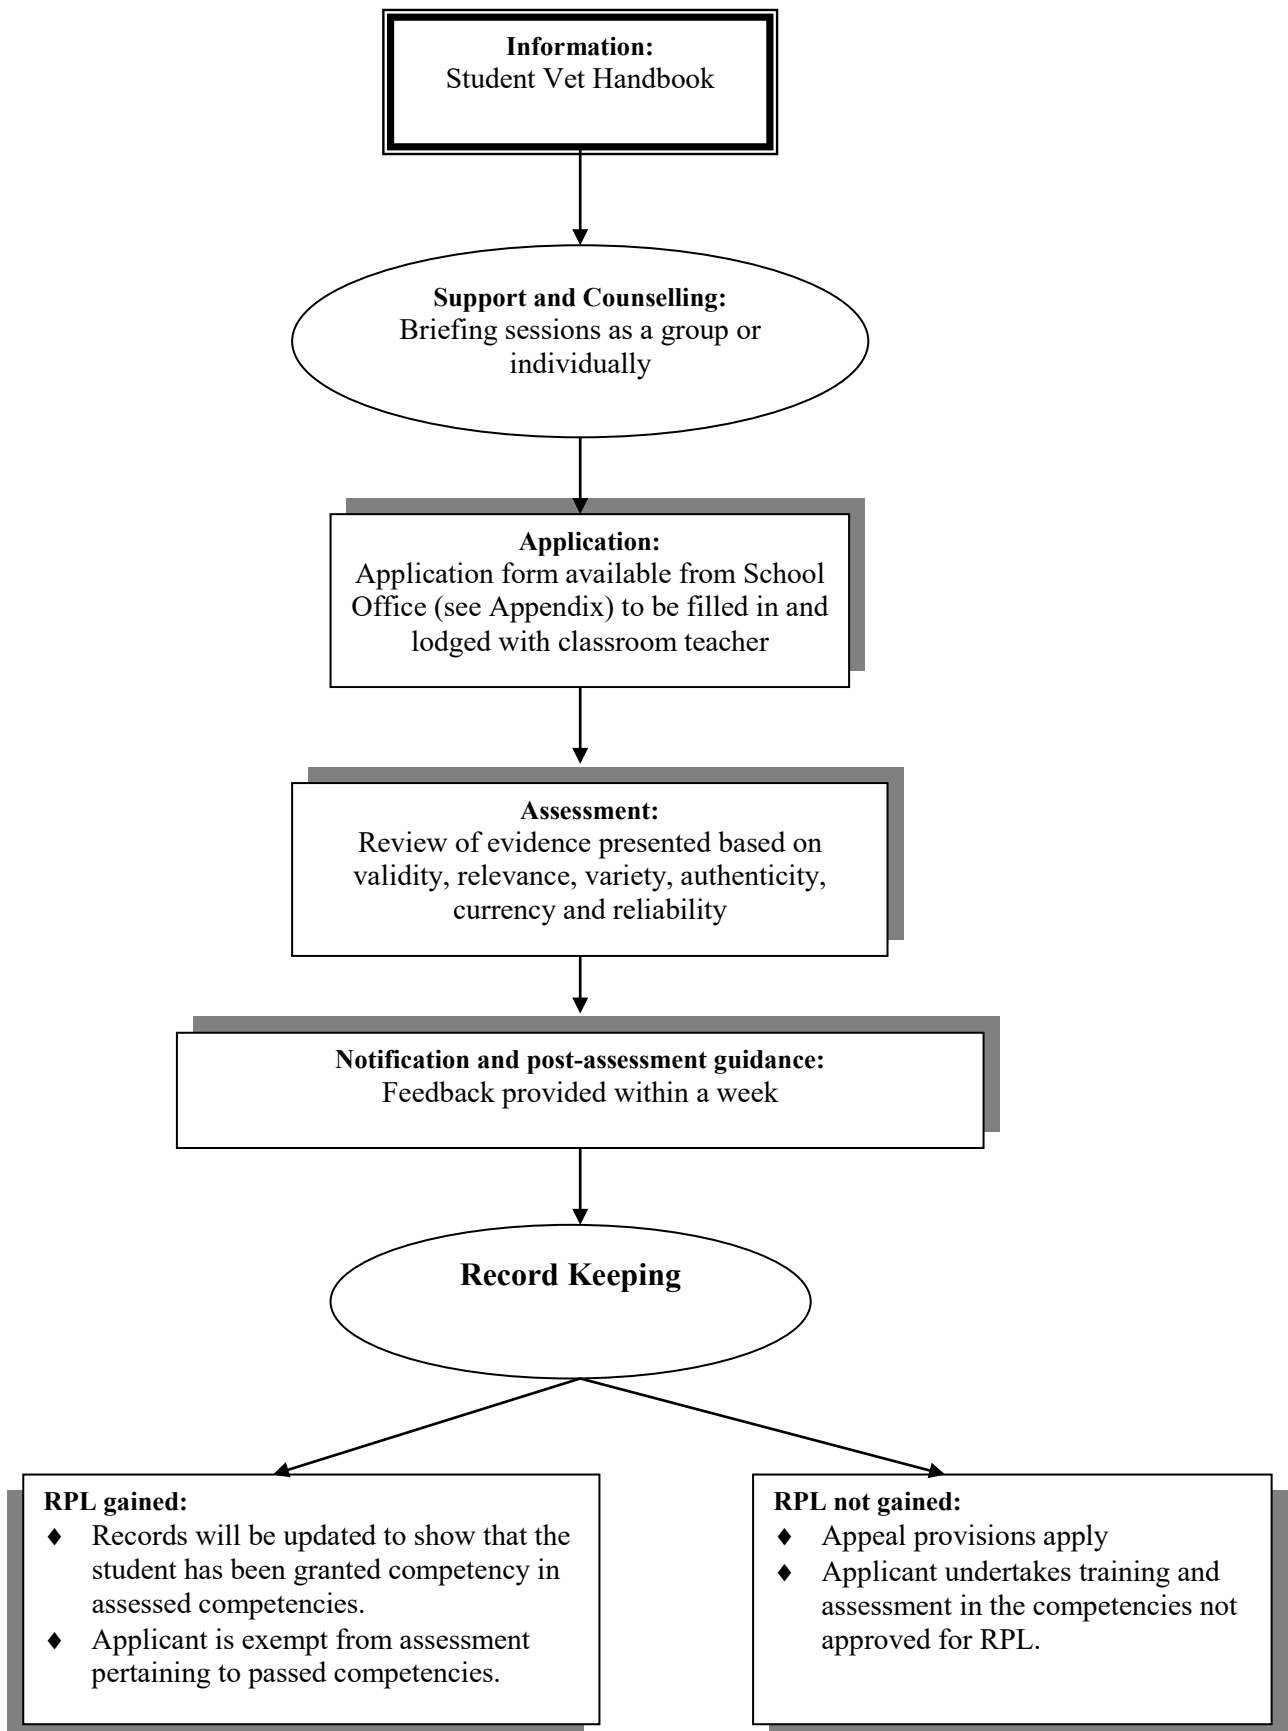 Information:
Student Vet Handbook
Support and Counselling:
Briefing sessions as a group or
individually
Application:
Application form available from School
Office (see Appendix) to be filled in and
lodged with classroom teacher
Assessment:
Review of evidence presented based on
validity, relevance, variety, authenticity,
currency and reliability
Notification and post-assessment guidance:
Feedback provided within a week
Record Keeping
RPL gained:
♦ Records will be updated to show that the
student has been granted competency in
assessed competencies.
♦ Applicant is exempt from assessment
pertaining to passed competencies.
RPL not gained:
♦ Appeal provisions apply
♦ Applicant undertakes training and
assessment in the competencies not
approved for RPL.